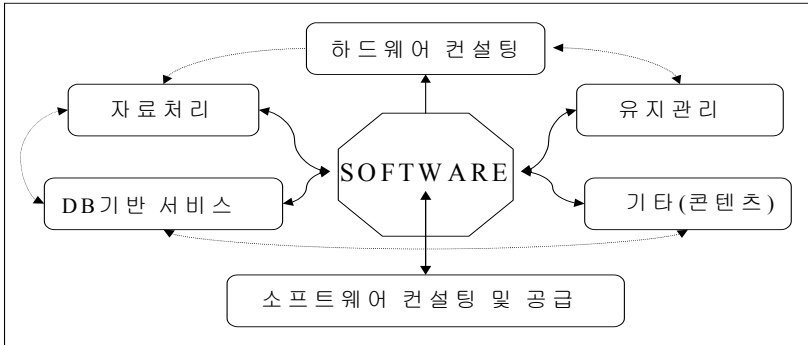 하드웨어 컨설팅
자료처리
유지관리
SOFTWARE
DB기반 서비스
기타(콘텐츠)
소프트웨어 컨설팅 및 공급